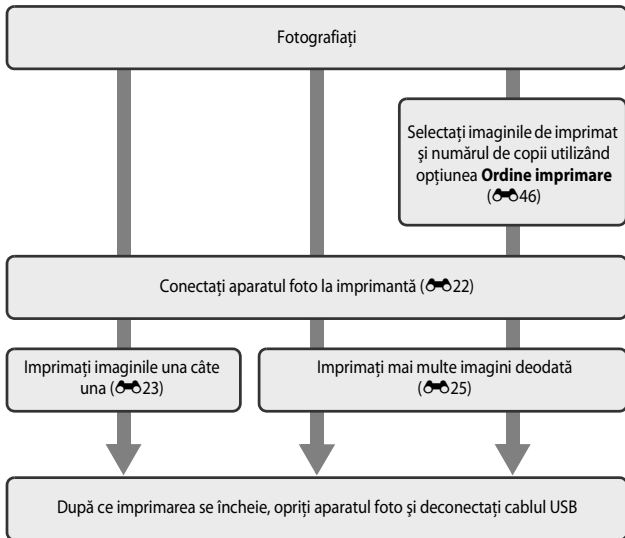 Fotografiați
Selectați imaginile de imprimat
și numărul de copii utilizând
opțiunea Ordine imprimare
(46)
Conectați aparatul foto la imprimantă (22)
Imprimați imaginile una câte
una (23)
Imprimați mai multe imagini deodată
(25)
După ce imprimarea se încheie, opriți aparatul foto și deconectați cablul USB